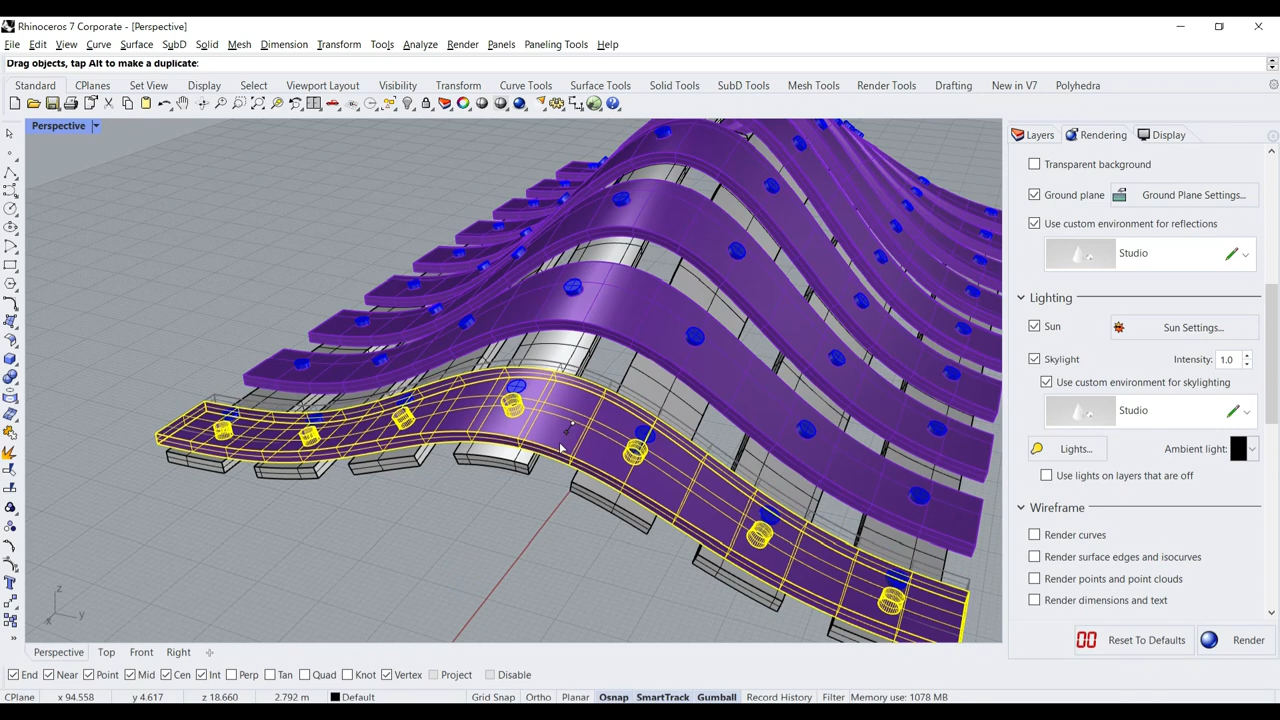 Rhinoceros 7 Corporate - [Perspective]
File Edit View Curve Surface SubD Solid Mesh Dimension Transform Tools Analyze Render Panels Paneling Tools Help
Drag objects, tap Alt to make a duplicate:
Standard CPlanes Set View Display Select Viewport Layout Visibility Transform Curve Tools Surface Tools Solid Tools SubD Tools Mesh Tools Render Tools Drafting New in V7 Polyhedra
Perspective
Layers Rendering Display
Transparent background
Ground plane Ground Plane Settings...
Use custom environment for reflections
Studio
Lighting
Sun Sun Settings...
Skylight Intensity: 1.0
Use custom environment for skylighting
Studio
Lights... Ambient light:
Use lights on layers that are off
Wireframe
Render curves
Render surface edges and isocurves
Render points and point clouds
Render dimensions and text
z
x y
Reset To Defaults Render
Perspective Top Front Right
End Near Point Mid Cen Int Perp Tan Quad Knot Vertex Project Disable
CPlane x 94.558 y 4.617 z 18.660 2.792 m Default Grid Snap Ortho Planar Osnap SmartTrack Gumball Record History Filter Memory use: 1078 MB